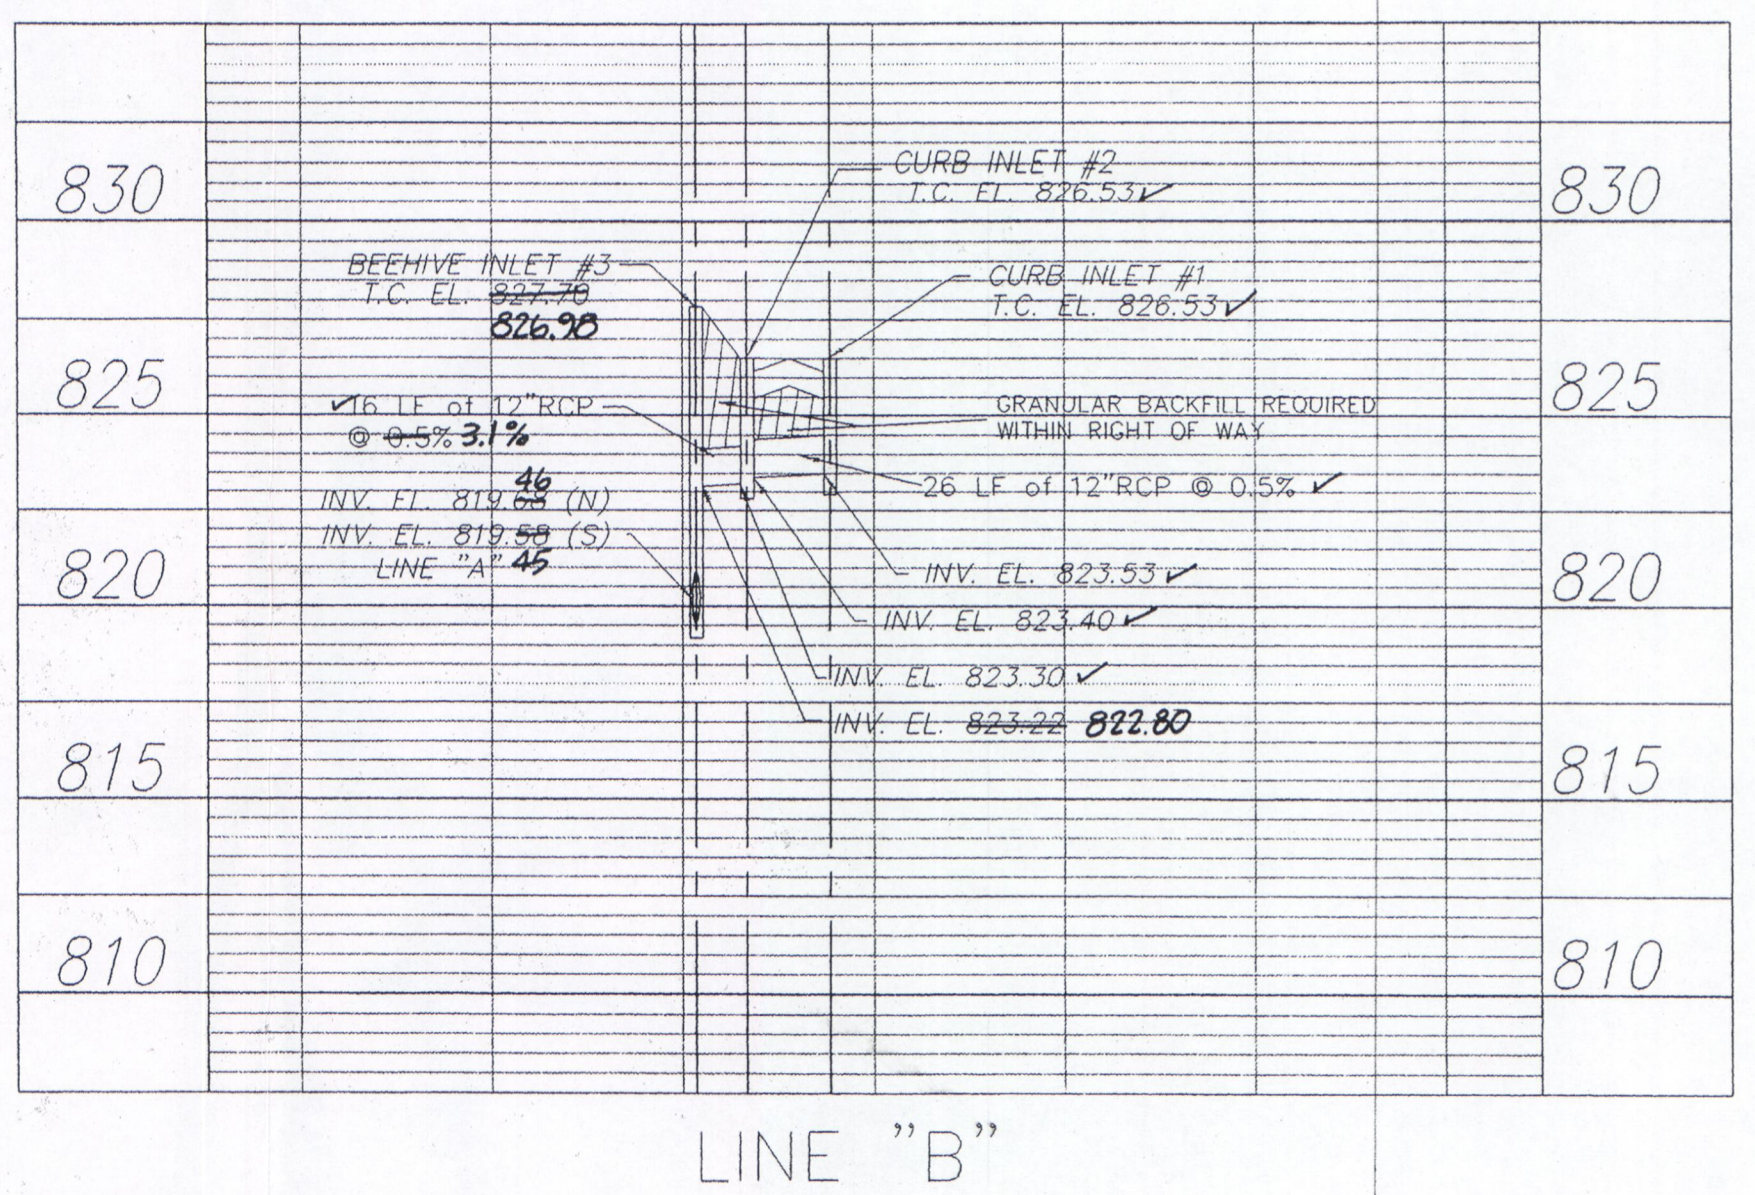 830
830
CURB INLET #2
T.C. EL. 826.53✓
BEEHIVE INLET #3
T.C. EL. 827.70
826.98
CURB INLET #1
T.C. EL. 826.53✓
825
825
✓16 LF of 12"RCP
@ 0.5% 3.1%
GRANULAR BACKFILL REQUIRED
WITHIN RIGHT OF WAY
26 LF of 12"RCP @ 0.5% ✓
46
INV. EL. 819.68 (N)
INV. EL. 819.58 (S)
LINE "A" 45
820
820
INV. EL. 823.53 ✓
INV. EL. 823.40 ✓
INV. EL. 823.30 ✓
INV. EL. 823.22 822.80
815
815
810
810
LINE "B"